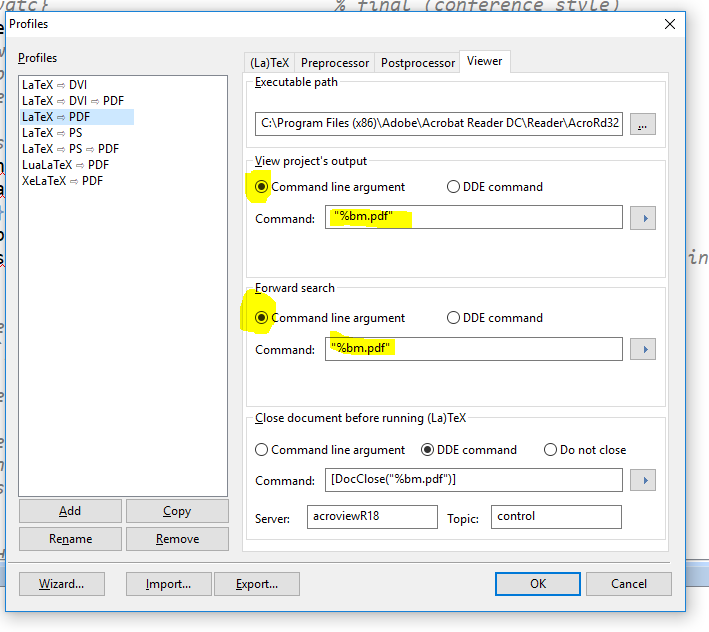 % final (conference style)
Profiles
Profiles
LaTeX ⇨ DVI
LaTeX ⇨ DVI ⇨ PDF
LaTeX ⇨ PDF
LaTeX ⇨ PS
LaTeX ⇨ PS ⇨ PDF
LuaLaTeX ⇨ PDF
XeLaTeX ⇨ PDF
Add
Copy
Rename
Remove
(La)TeX
Preprocessor
Postprocessor
Viewer
Executable path
C:\Program Files (x86)\Adobe\Acrobat Reader DC\Reader\AcroRd32
...
View project's output
Command line argument
DDE command
Command:
"%bm.pdf"
in
Forward search
Command line argument
DDE command
Command:
"%bm.pdf"
Close document before running (La)TeX
Command line argument
DDE command
Do not close
Command:
[DocClose("%bm.pdf")]
Server:
acroviewR18
Topic:
control
Wizard...
Import...
Export...
OK
Cancel